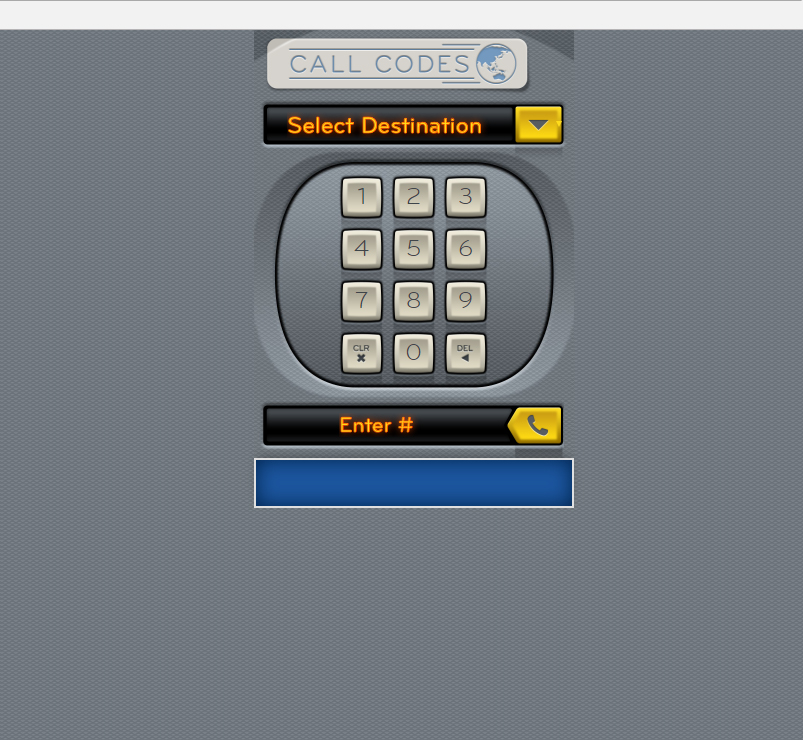 CALL CODES
Select Destination
1 2 3
4 5 6
7 8 9
CLR 0 DEL
Enter #